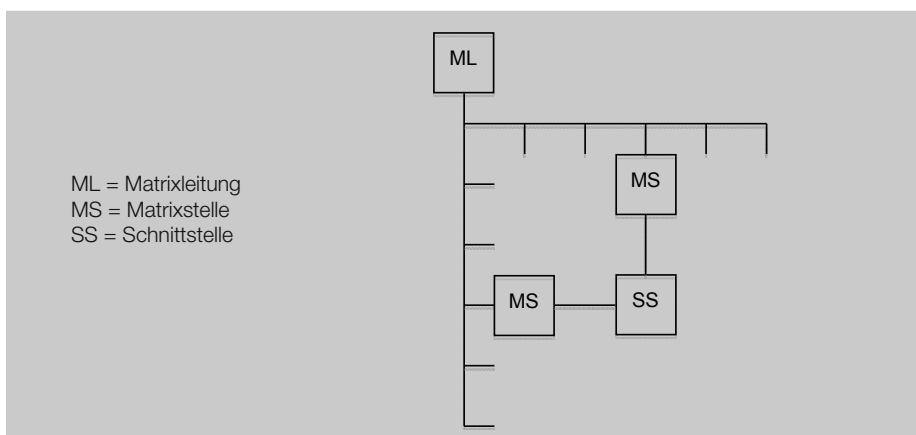 ML
MS
ML = Matrixleitung
MS = Matrixstelle
SS = Schnittstelle
MS SS